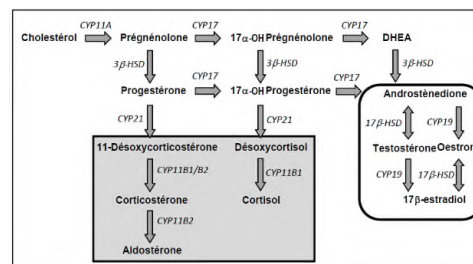 CYP11A CYP17 CYP17
Cholestérol Prégnénolone 17α-OH Prégnénolone DHEA
3β-HSD 3β-HSD 3β-HSD
CYP17 CYP17
Progestérone 17α-OH Progestérone Androstènedione
CYP21 CYP21 17β-HSD CYP19
11-Désoxycorticostérone Désoxycortisol Testostérone Oestrone
CYP11B1/B2 CYP11B1 CYP19 17β-HSD
Corticostérone Cortisol 17β-estradiol
CYP11B2
Aldostérone